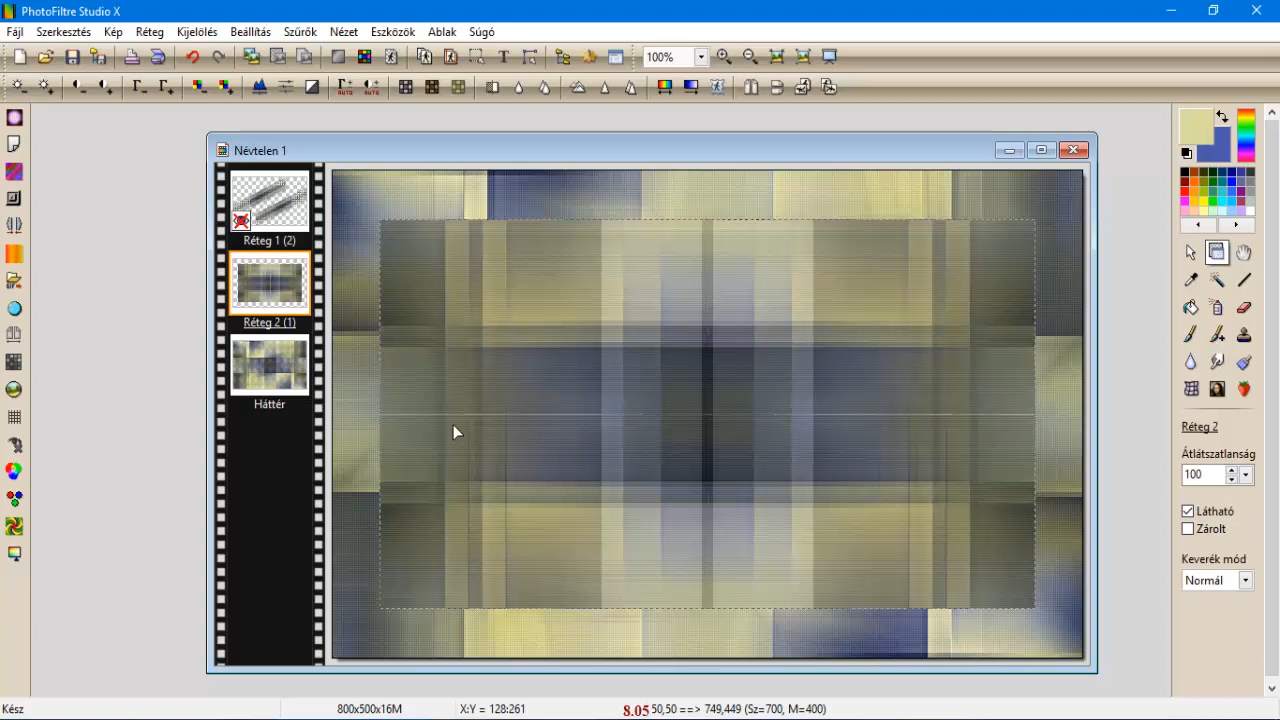 PhotoFiltre Studio X
Fájl Szerkesztés Kép Réteg Kijelölés Beállítás Szűrők Nézet Eszközök Ablak Súgó
100%
AUTO AUTO
Névtelen 1
Réteg 1 (2)
Réteg 2 (1)
Háttér
Réteg 2
Átlátszatlanság
100
Látható
Zárolt
Keverék mód
Normál
Kész 800x500x16M X:Y = 128:261 8.05 50,50 ==> 749,449 (Sz=700, M=400)